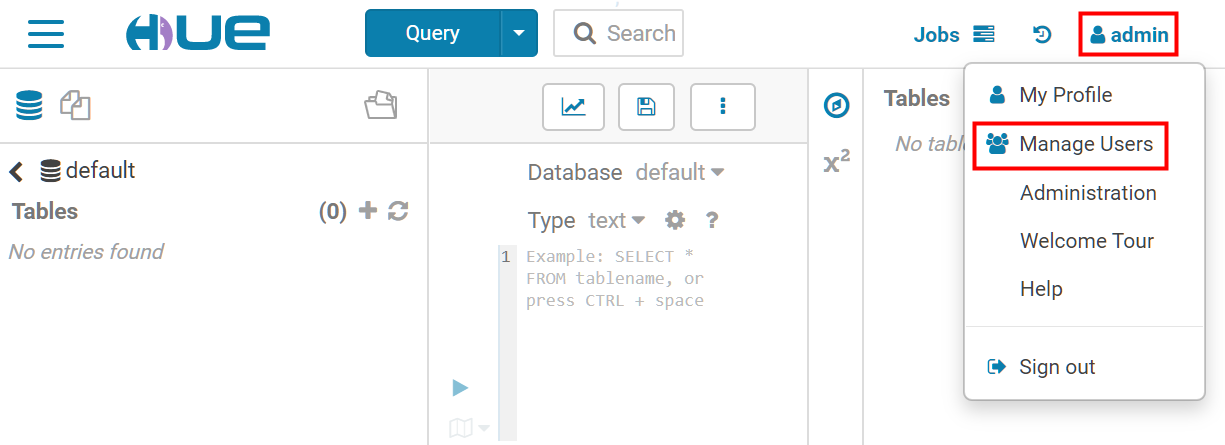 HUE
Query
Search
Jobs
admin
My Profile
Manage Users
Administration
Welcome Tour
Help
Sign out
default
Tables (0)
No entries found
Database default
Type text ?
1 Example: SELECT *
FROM tablename, or
press CTRL + space
x²
Tables
No tabl